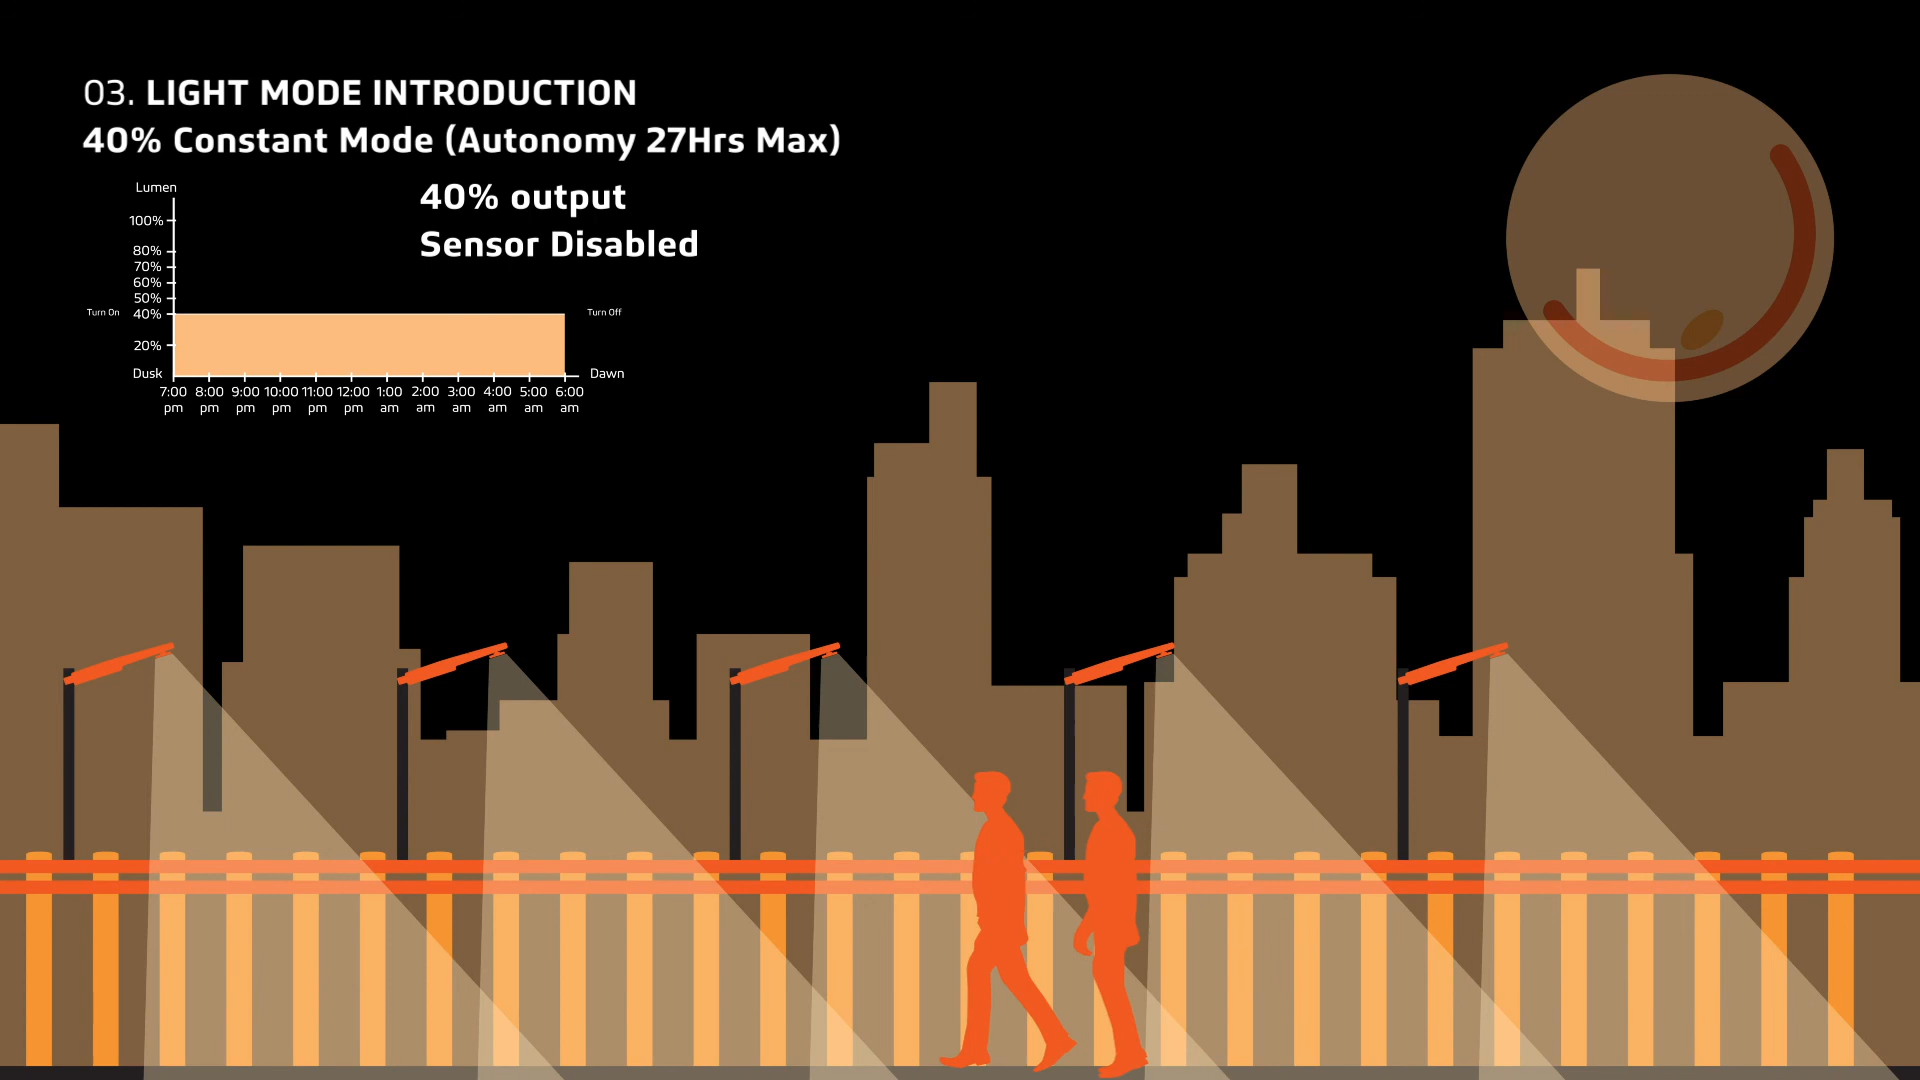 03. LIGHT MODE INTRODUCTION
40% Constant Mode (Autonomy 27Hrs Max)
40% output
Sensor Disabled
Lumen
100%
80%
70%
60%
50%
Turn On 40% Turn Off
20%
Dusk Dawn
7:00 8:00 9:00 10:00 11:00 12:00 1:00 2:00 3:00 4:00 5:00 6:00
pm pm pm pm pm pm am am am am am am